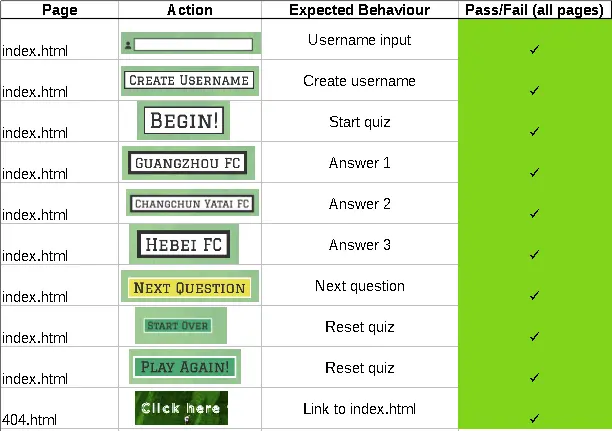 Page Action Expected Behaviour Pass/Fail (all pages)
index.html Username input ✓
index.html Create Username Create username ✓
index.html Begin! Start quiz ✓
index.html Guangzhou FC Answer 1 ✓
index.html Changchun Yatai FC Answer 2 ✓
index.html Hebei FC Answer 3 ✓
index.html Next Question Next question ✓
index.html Start Over Reset quiz ✓
index.html Play Again! Reset quiz ✓
404.html Click here Link to index.html ✓